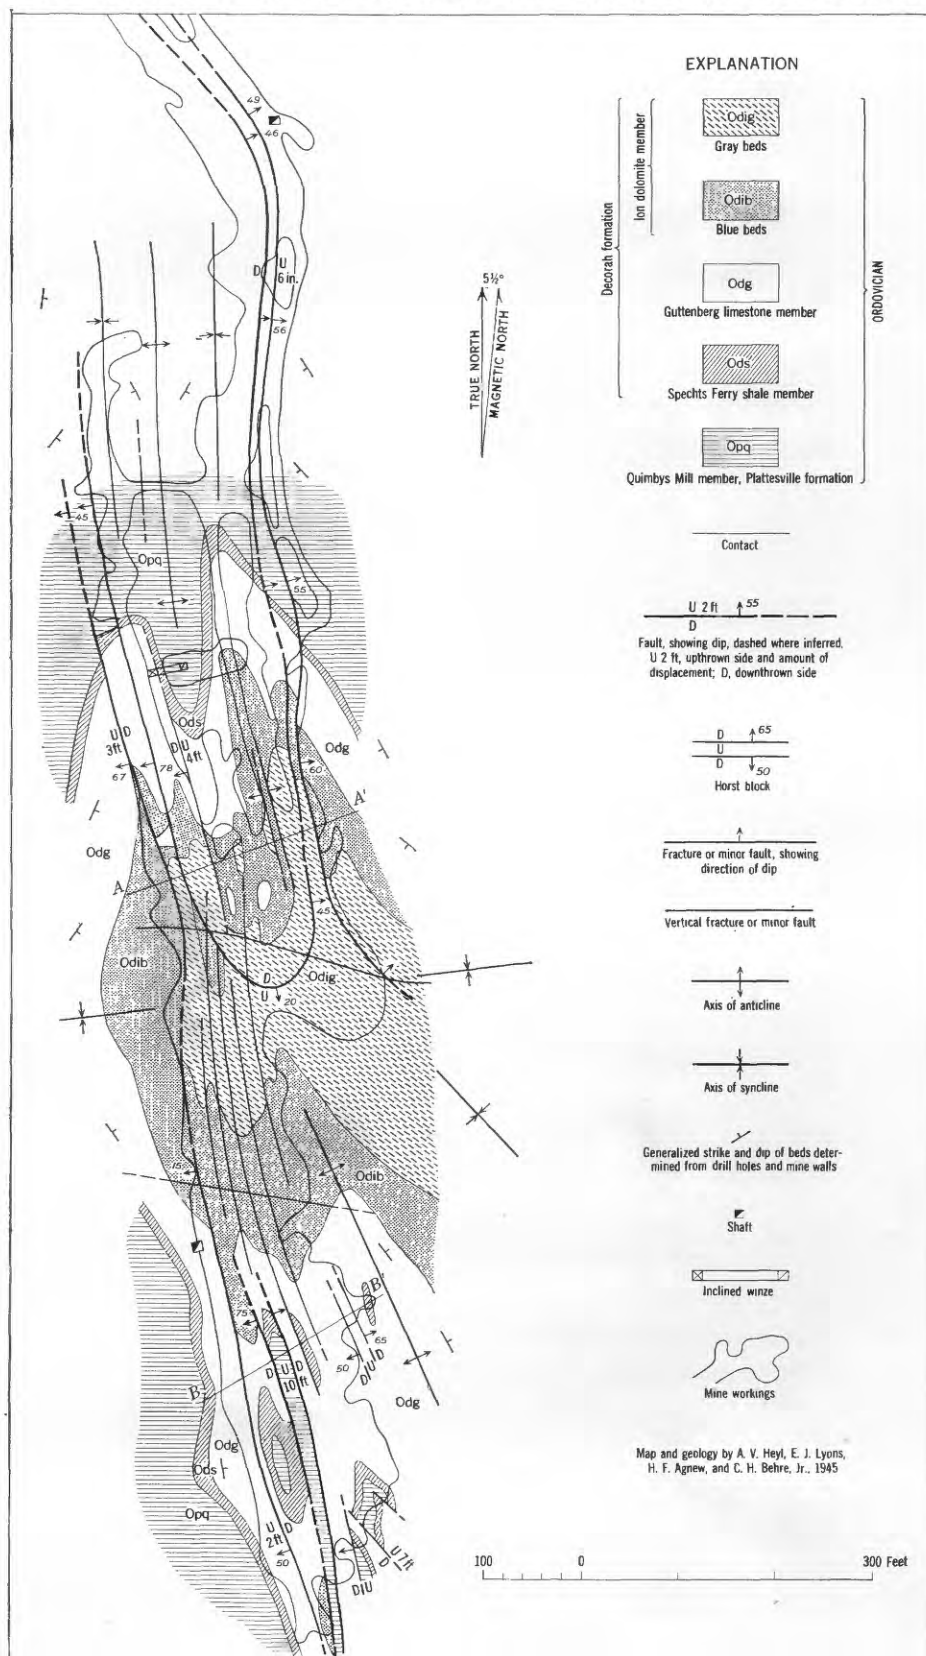 EXPLANATION
Odig
Gray beds
Odib
Blue beds
Ion dolomite member
Odg
Guttenberg limestone member
Decorah formation
Ods
Spechts Ferry shale member
Opq
Quimbys Mill member, Plattesville formation
ORDOVICIAN
Contact
U 2 ft 55
D
Fault, showing dip, dashed where inferred.
U 2 ft, upthrown side and amount of
displacement; D, downthrown side
D 65
U
D 50
Horst block
Fracture or minor fault, showing
direction of dip
Vertical fracture or minor fault
Axis of anticline
Axis of syncline
Generalized strike and dip of beds deter-
mined from drill holes and mine walls
Shaft
Inclined winze
Mine workings
Map and geology by A. V. Heyl, E. J. Lyons,
H. F. Agnew, and C. H. Behre, Jr., 1945
100 0 300 Feet
5½°
TRUE NORTH
MAGNETIC NORTH
49
46
D U
6 in.
56
45
Opq
55
Ods
Odg
U D
3ft
D U
4ft
67
78
60
A'
Odg
A
45
Odib
D
U
20
Odig
15
Odib
B'
75
65
50
D U D
D U D
10 ft
B
Odg
Odg
Ods
Opq
U D
2ft
50
U 7ft
D
D U